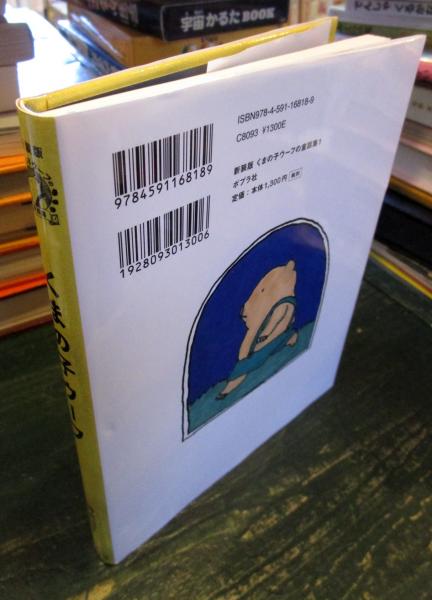 宇宙かるたBOOK
ISBN978-4-591-16818-9
C8093 ¥1300E
新装版 くまの子ウーフの童話集1
ポプラ社
定価：本体1,300円 税別
9784591168189
1928093013006
くまの子ウーフ